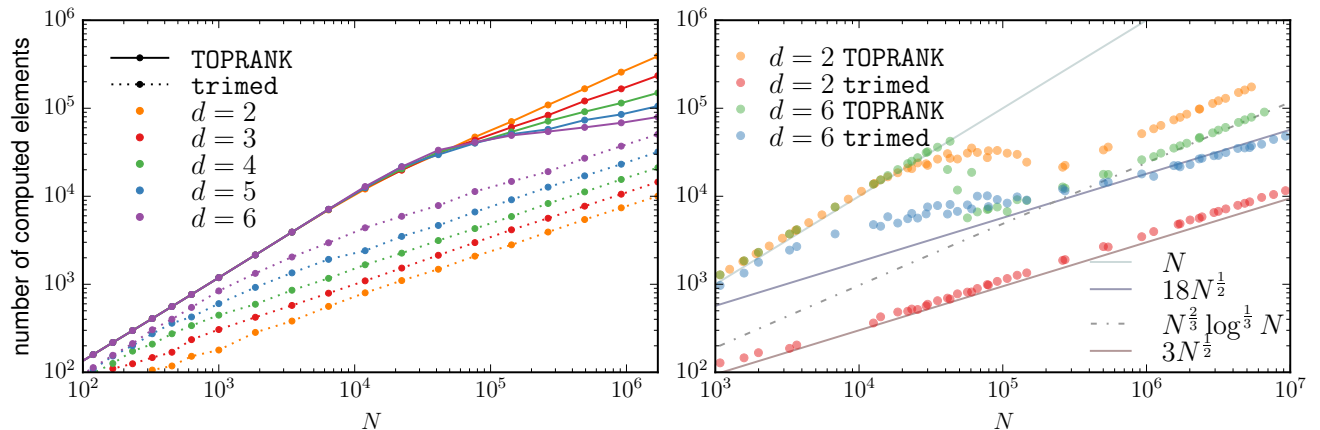 number of computed elements
10^6
10^5
10^4
10^3
10^2
TOPRANK
trimed
d = 2
d = 3
d = 4
d = 5
d = 6
10^2
10^3
10^4
10^5
10^6
N
10^6
10^5
10^4
10^3
10^2
d = 2 TOPRANK
d = 2 trimed
d = 6 TOPRANK
d = 6 trimed
N
18N^{1/2}
N^{2/3} log^{1/3} N
3N^{1/2}
10^3
10^4
10^5
10^6
10^7
N